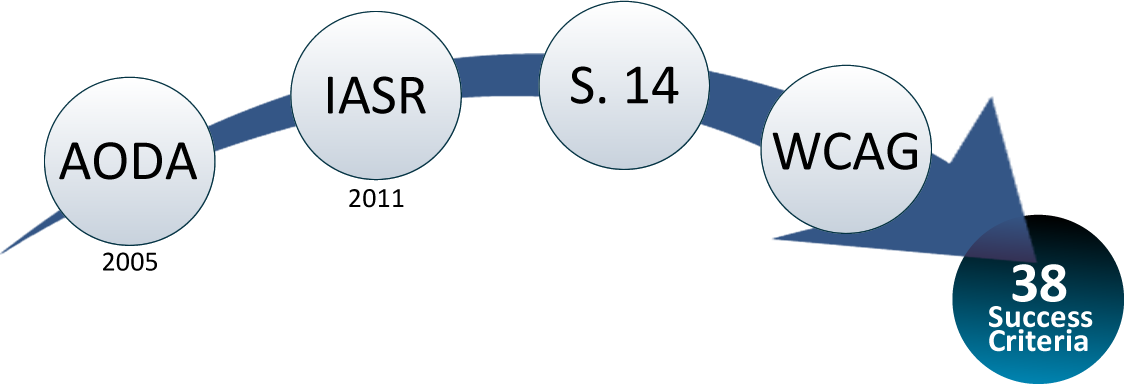 AODA
2005
IASR
2011
S. 14
WCAG
38
Success
Criteria